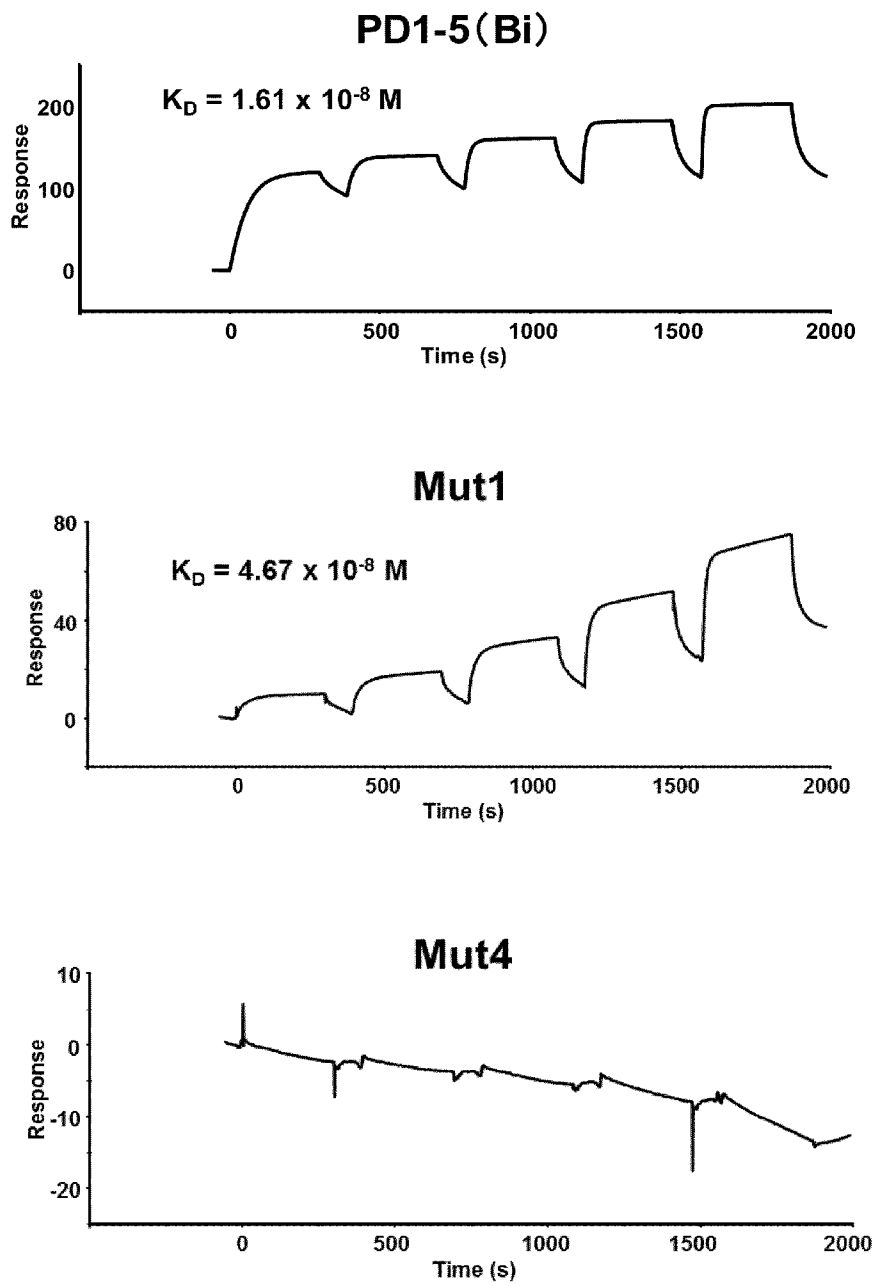 PD1-5(Bi)
K_D = 1.61 x 10⁻⁸ M
200
100
0
Response
0 500 1000 1500 2000
Time (s)
Mut1
K_D = 4.67 x 10⁻⁸ M
80
40
0
Response
0 500 1000 1500 2000
Time (s)
Mut4
10
0
-10
-20
Response
0 500 1000 1500 2000
Time (s)